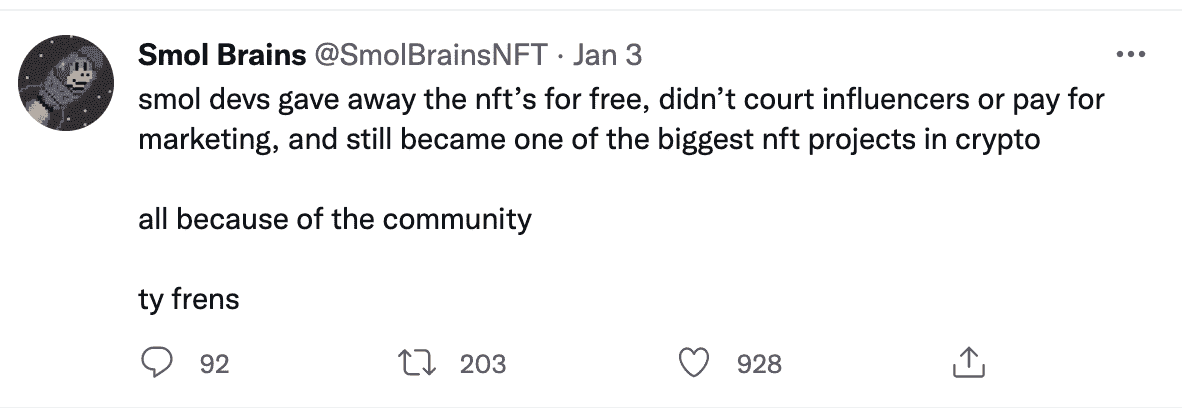 Smol Brains @SmolBrainsNFT · Jan 3
smol devs gave away the nft’s for free, didn’t court influencers or pay for
marketing, and still became one of the biggest nft projects in crypto
all because of the community
ty frens
92 203 928